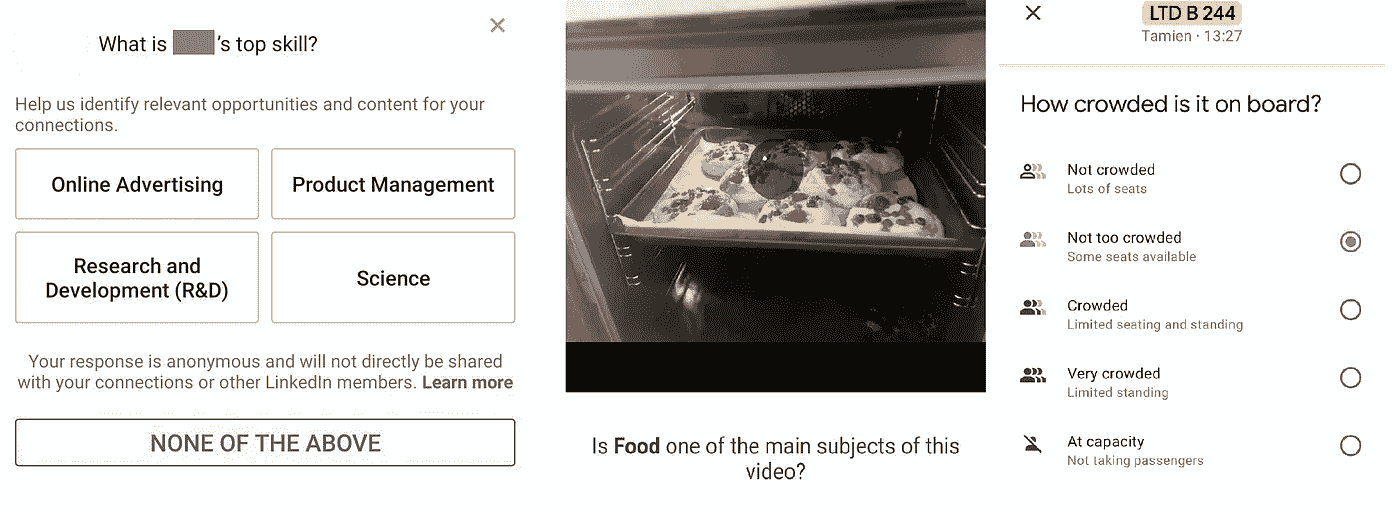 What is 's top skill?
Help us identify relevant opportunities and content for your
connections.
Online Advertising
Product Management
Research and
Development (R&D)
Science
Your response is anonymous and will not directly be shared
with your connections or other LinkedIn members. Learn more
NONE OF THE ABOVE
Is Food one of the main subjects of this
video?
LTD B 244
Tamien · 13:27
How crowded is it on board?
Not crowded
Lots of seats
Not too crowded
Some seats available
Crowded
Limited seating and standing
Very crowded
Limited standing
At capacity
Not taking passengers